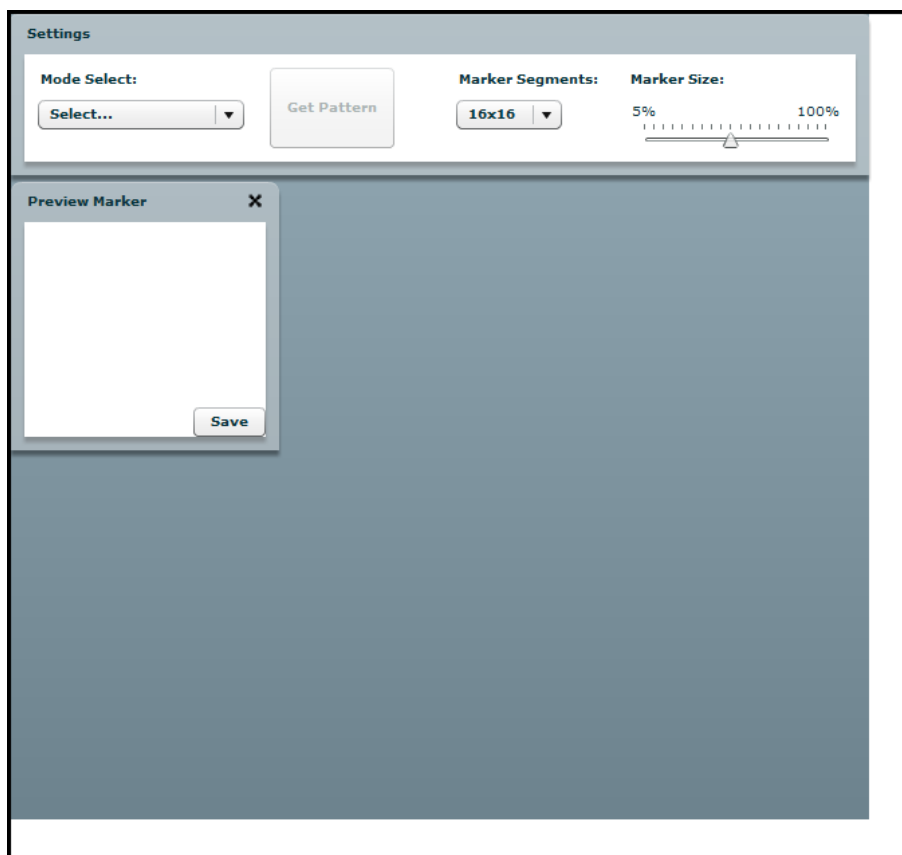 Settings
Mode Select:
Select...
Get Pattern
Marker Segments:
16x16
Marker Size:
5% 100%
Preview Marker
Save